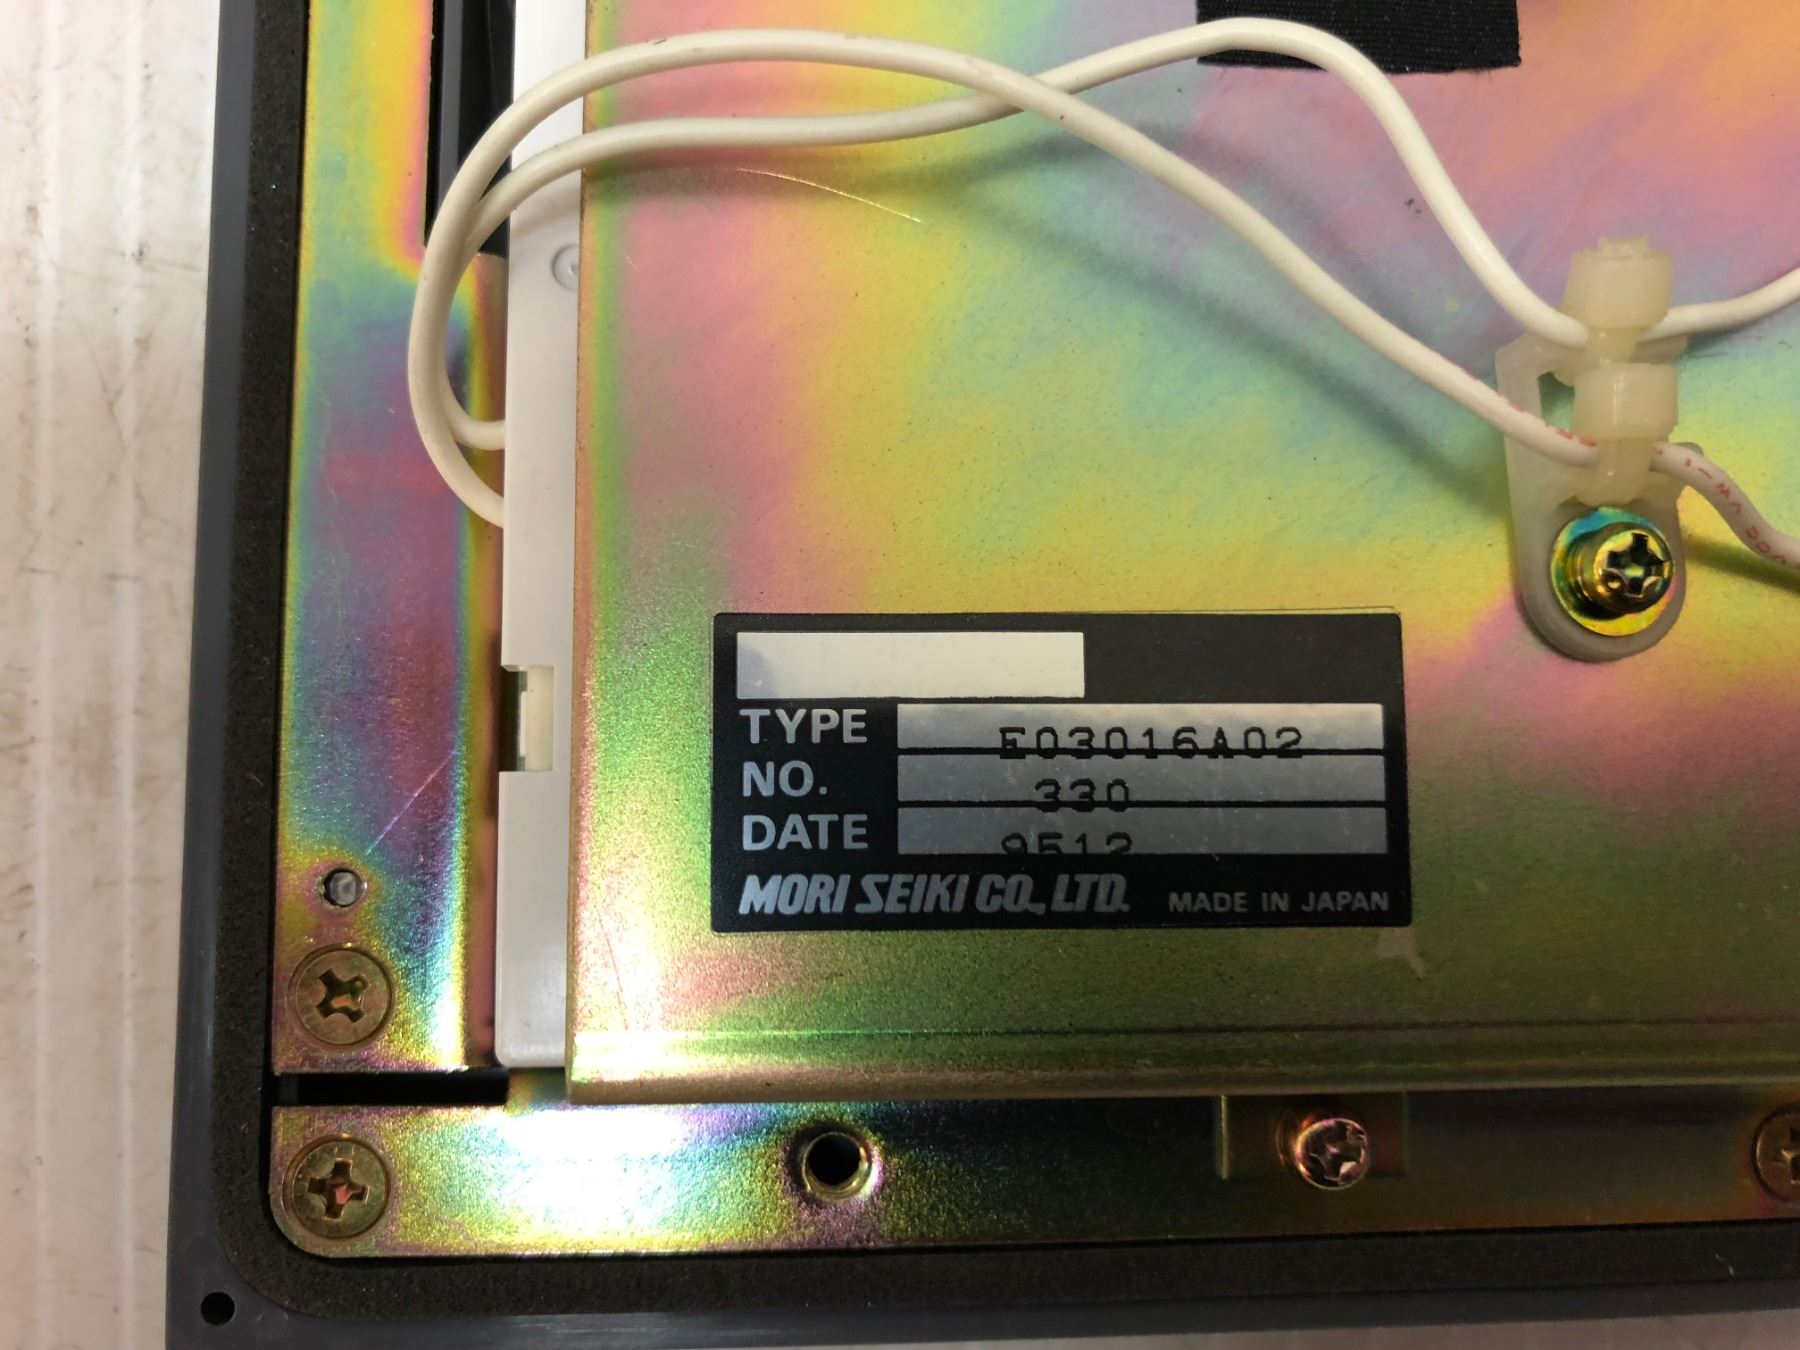 TYPE E03016A02
NO. 330
DATE 9512
MORI SEIKI CO., LTD. MADE IN JAPAN